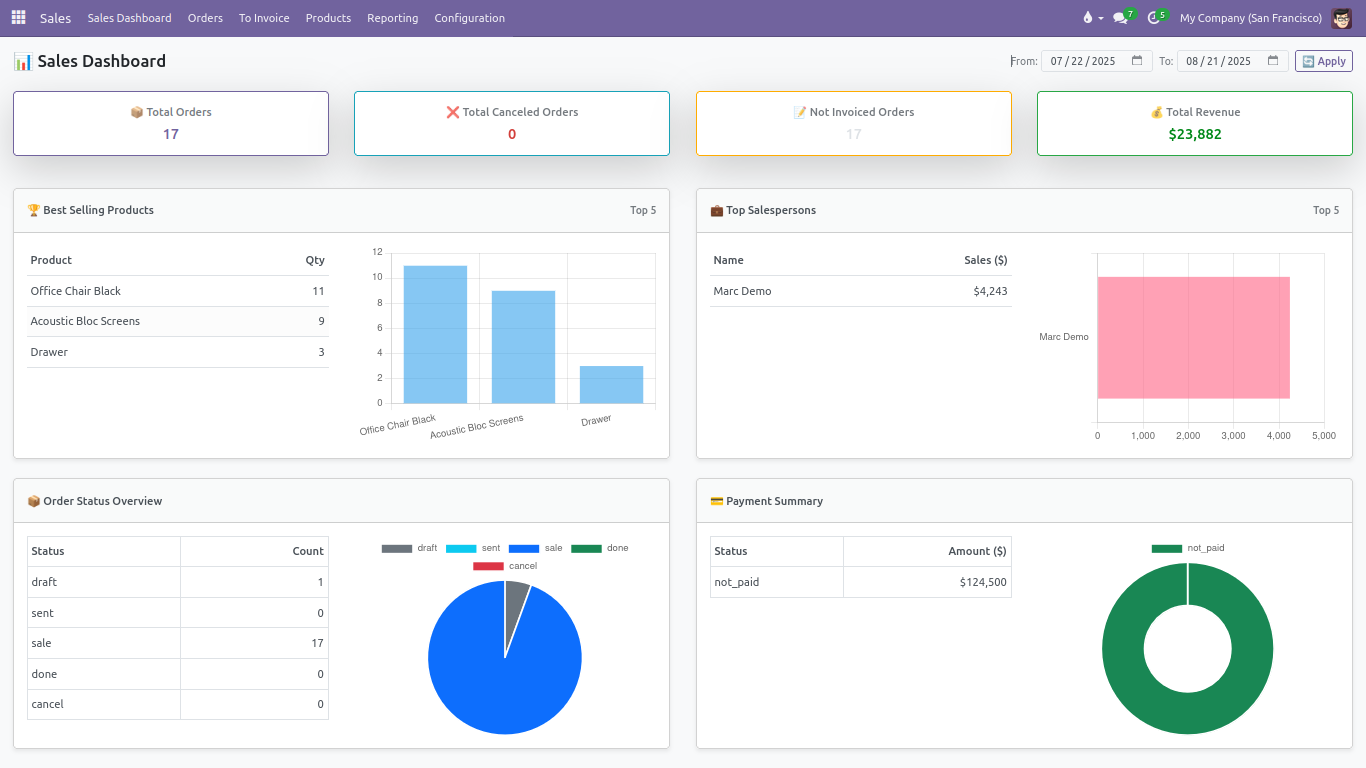 Sales Sales Dashboard Orders To Invoice Products Reporting Configuration 7 5 My Company (San Francisco)
📊 Sales Dashboard
From: 07 / 22 / 2025 To: 08 / 21 / 2025 🔄 Apply
📦 Total Orders
17
❌ Total Canceled Orders
0
📝 Not Invoiced Orders
17
💰 Total Revenue
$23,882
🏆 Best Selling Products Top 5
Product Qty
Office Chair Black 11
Acoustic Bloc Screens 9
Drawer 3
12
10
8
6
4
2
0
Office Chair Black Acoustic Bloc Screens Drawer
💼 Top Salespersons Top 5
Name Sales ($)
Marc Demo $4,243
Marc Demo
0 1,000 2,000 3,000 4,000 5,000
📦 Order Status Overview
Status Count
draft 1
sent 0
sale 17
done 0
cancel 0
draft sent sale done
cancel
💳 Payment Summary
Status Amount ($)
not_paid $124,500
not_paid